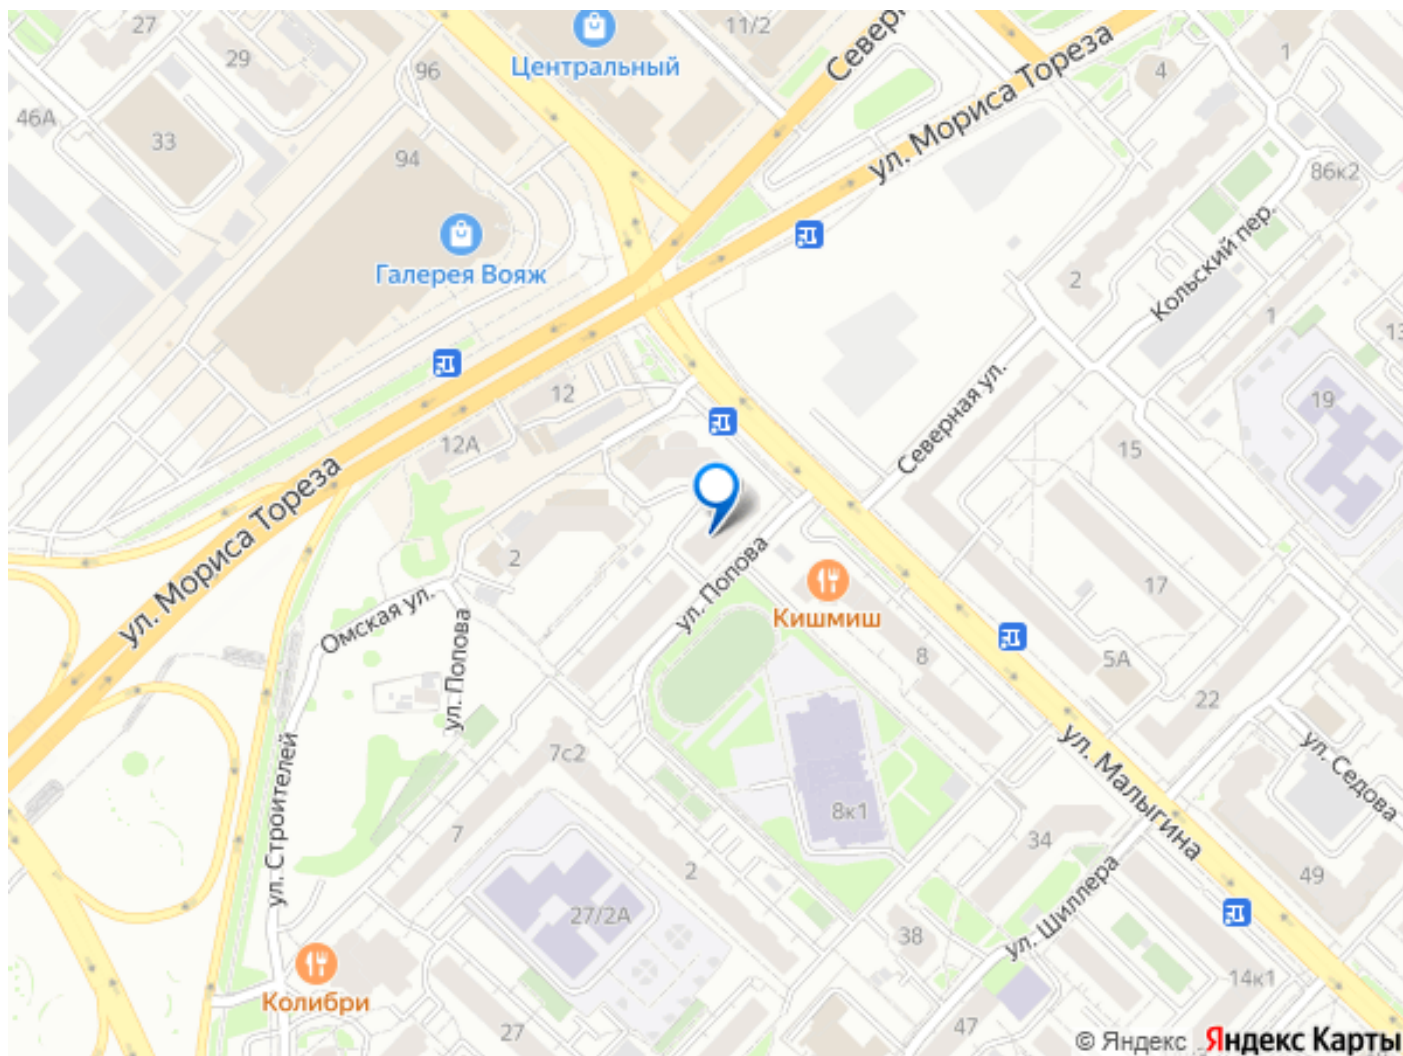 27
11/2
Северн
29
96
Центральный
1
4
ул. Мориса Тореза
46А
33
94
86к2
Галерея Вояж
Кольский пер.
2
1
13
12
19
Северная ул.
12А
15
ул. Мориса Тореза
2
ул. Попова
Кишмиш
17
Омская ул.
ул. Попова
8
5А
22
7с2
ул. Малыгина
ул. Седова
ул. Строителей
7
8к1
34
2
49
27/2А
38
ул. Шиллера
Колибри
14к1
27
47
© Яндекс Яндекс Карты